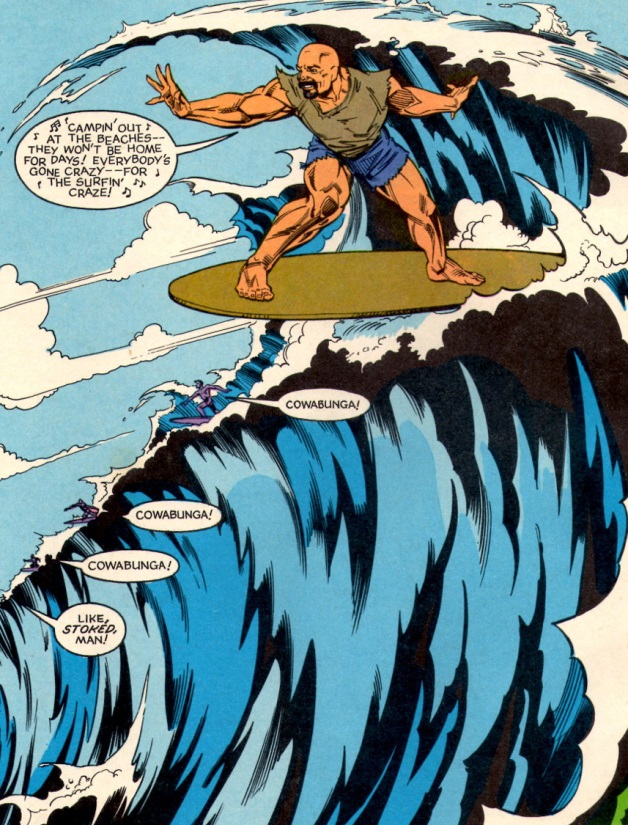 ♫ 'CAMPIN' OUT ♪
♪ AT THE BEACHES--
THEY WON'T BE HOME
FOR DAYS! EVERYBODY'S
GONE CRAZY--FOR ♪
♪ THE SURFIN' ♫
CRAZE! ♪
COWABUNGA!
COWABUNGA!
COWABUNGA!
LIKE,
STOKED,
MAN!